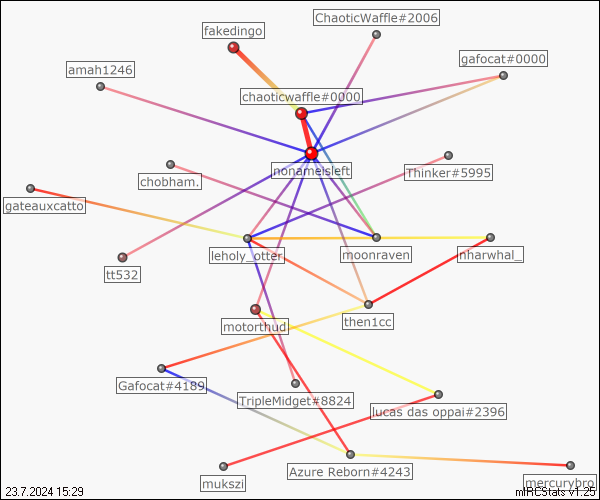 ChaoticWaffle#2006
fakedingo
gafocat#0000
amah1246
chaoticwaffle#0000
nonameisleft
Thinker#5995
chobham.
gateauxcatto
leholy_otter
moonraven
nharwhal_
tt532
then1cc
motorthud
Gafocat#4189
TripleMidget#8824
lucas das oppai#2396
Azure Reborn#4243
mukszi
mercurybro
23.7.2024 15:29
mIRCStats v1.25